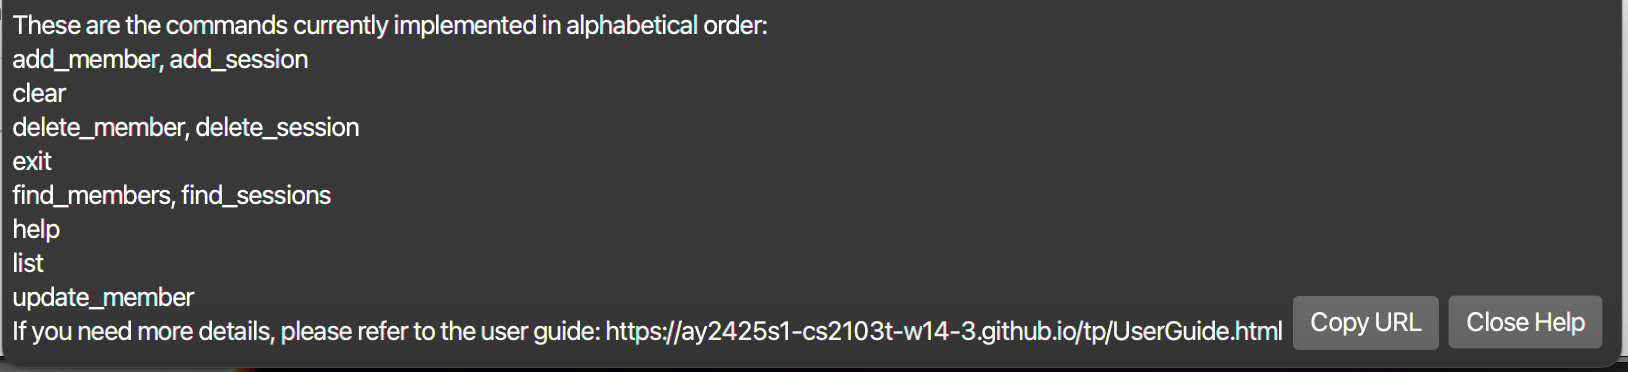 These are the commands currently implemented in alphabetical order:
add_member, add_session
clear
delete_member, delete_session
exit
find_members, find_sessions
help
list
update_member
If you need more details, please refer to the user guide: https://ay2425s1-cs2103t-w14-3.github.io/tp/UserGuide.html Copy URL Close Help